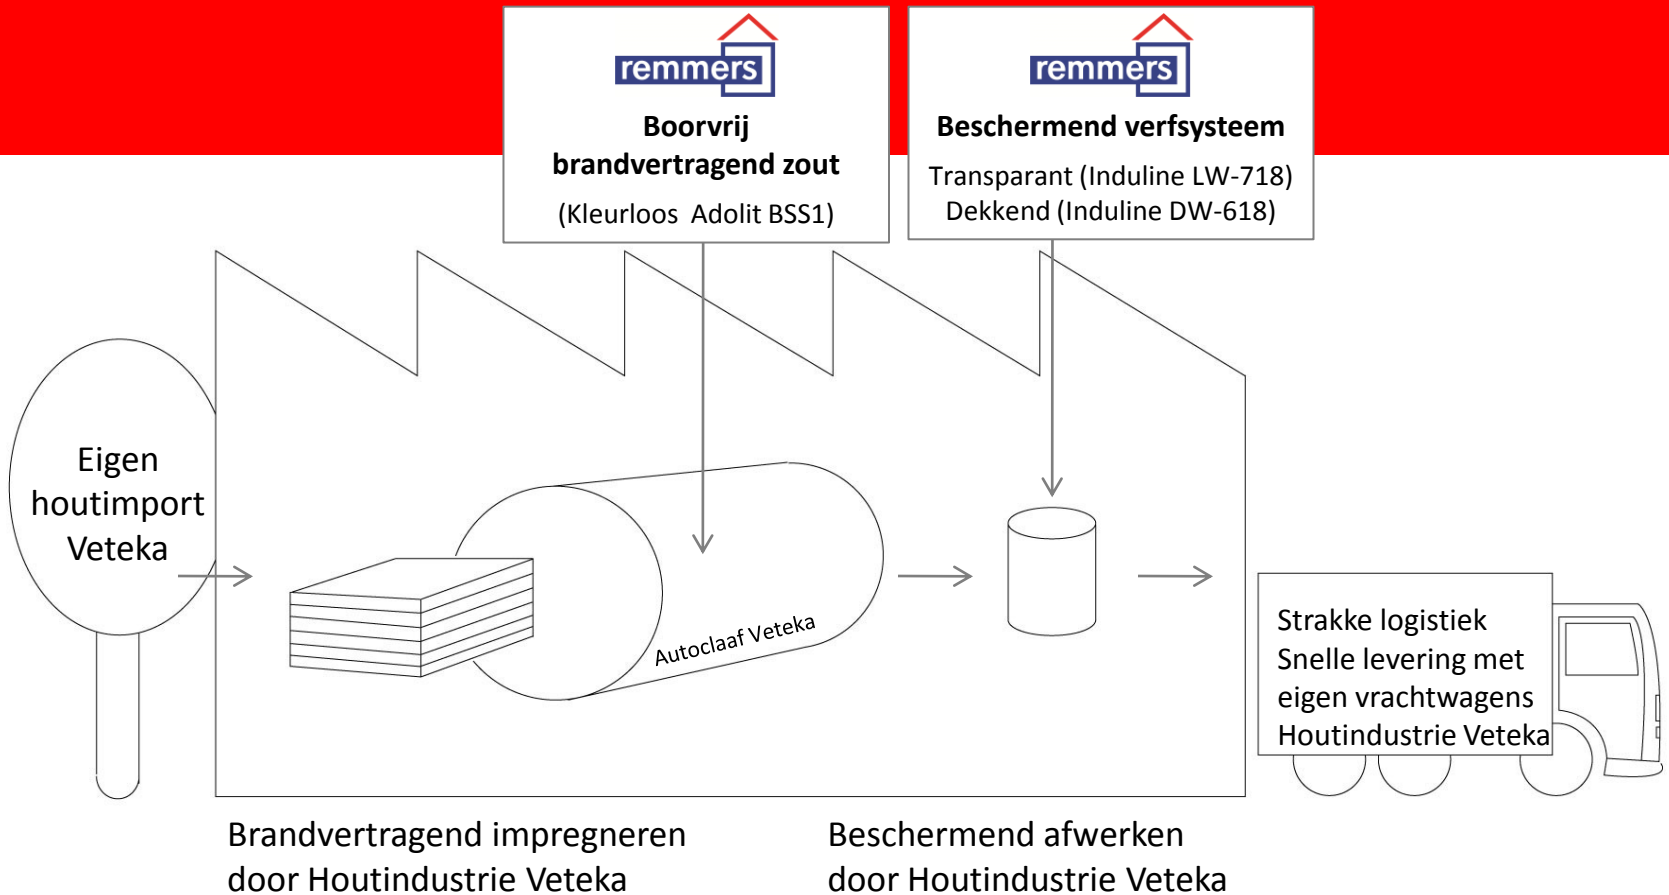 remmers
Boorvrij
brandvertragend zout
(Kleurloos Adolit BSS1)
remmers
Beschermend verfsysteem
Transparant (Induline LW-718)
Dekkend (Induline DW-618)
Eigen
houtimport
Veteka
Autoclaaf Veteka
Strakke logistiek
Snelle levering met
eigen vrachtwagens
Houtindustrie Veteka
Brandvertragend impregneren
door Houtindustrie Veteka
Beschermend afwerken
door Houtindustrie Veteka